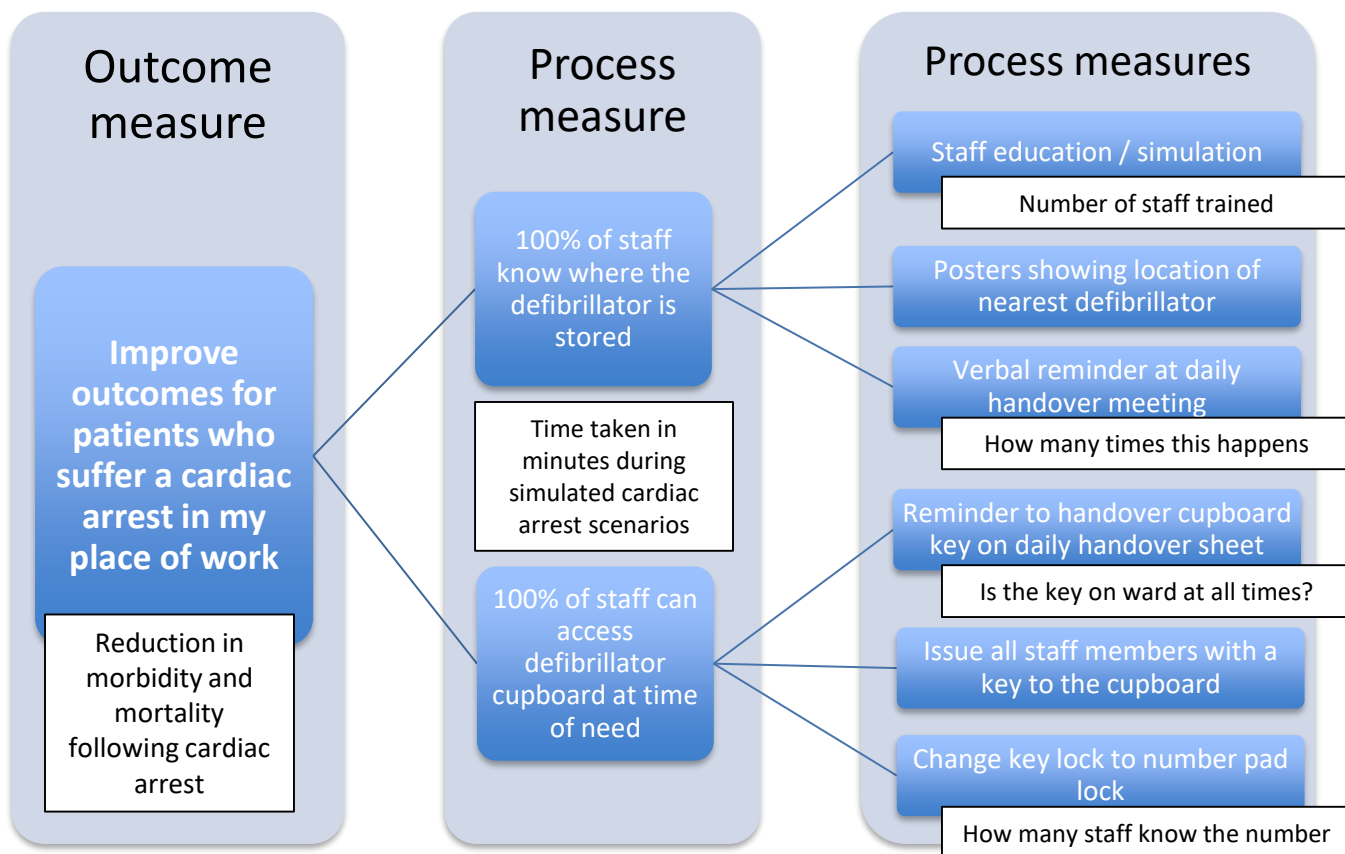 Outcome
measure
Improve
outcomes for
patients who
suffer a cardiac
arrest in my
place of work
Reduction in
morbidity and
mortality
following cardiac
arrest
Process
measure
100% of staff
know where the
defibrillator is
stored
Time taken in
minutes during
simulated cardiac
arrest scenarios
100% of staff can
access
defibrillator
cupboard at time
of need
Process measures
Staff education / simulation
Number of staff trained
Posters showing location of
nearest defibrillator
Verbal reminder at daily
handover meeting
How many times this happens
Reminder to handover cupboard
key on daily handover sheet
Is the key on ward at all times?
Issue all staff members with a
key to the cupboard
Change key lock to number pad
lock
How many staff know the number